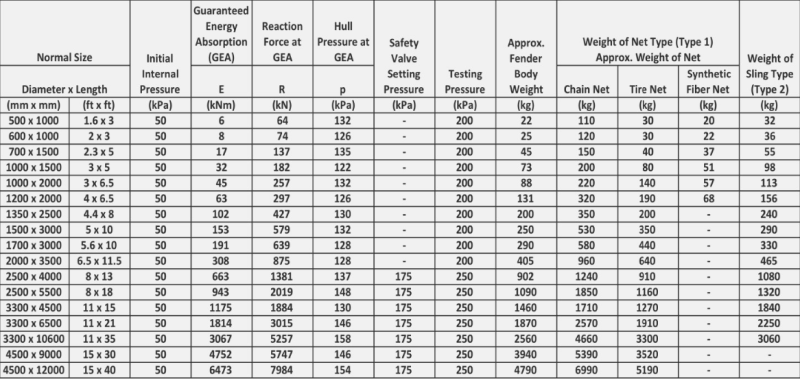 Normal Size | Initial Internal Pressure | Guaranteed Energy Absorption (GEA) | Reaction Force at GEA | Hull Pressure at GEA | Safety Valve Setting Pressure | Testing Pressure | Approx. Fender Body Weight | Weight of Net Type (Type 1) Approx. Weight of Net | Weight of Sling Type (Type 2)
Diameter x Length | E | R | p | Chain Net | Tire Net | Synthetic Fiber Net
(mm x mm) | (ft x ft) | (kPa) | (kNm) | (kN) | (kPa) | (kPa) | (kPa) | (kg) | (kg) | (kg) | (kg) | (kg)
500 x 1000 | 1.6 x 3 | 50 | 6 | 64 | 132 | - | 200 | 22 | 110 | 30 | 20 | 32
600 x 1000 | 2 x 3 | 50 | 8 | 74 | 126 | - | 200 | 25 | 120 | 30 | 22 | 36
700 x 1500 | 2.3 x 5 | 50 | 17 | 137 | 135 | - | 200 | 45 | 150 | 40 | 37 | 55
1000 x 1500 | 3 x 5 | 50 | 32 | 182 | 122 | - | 200 | 73 | 200 | 80 | 51 | 98
1000 x 2000 | 3 x 6.5 | 50 | 45 | 257 | 132 | - | 200 | 88 | 220 | 140 | 57 | 113
1200 x 2000 | 4 x 6.5 | 50 | 63 | 297 | 126 | - | 200 | 131 | 320 | 190 | 68 | 156
1350 x 2500 | 4.4 x 8 | 50 | 102 | 427 | 130 | - | 200 | 200 | 350 | 200 | - | 240
1500 x 3000 | 5 x 10 | 50 | 153 | 579 | 132 | - | 200 | 250 | 530 | 350 | - | 290
1700 x 3000 | 5.6 x 10 | 50 | 191 | 639 | 128 | - | 200 | 290 | 580 | 440 | - | 330
2000 x 3500 | 6.5 x 11.5 | 50 | 308 | 875 | 128 | - | 200 | 405 | 960 | 640 | - | 465
2500 x 4000 | 8 x 13 | 50 | 663 | 1381 | 137 | 175 | 250 | 902 | 1240 | 910 | - | 1080
2500 x 5500 | 8 x 18 | 50 | 943 | 2019 | 148 | 175 | 250 | 1090 | 1850 | 1160 | - | 1320
3300 x 4500 | 11 x 15 | 50 | 1175 | 1884 | 130 | 175 | 250 | 1460 | 1710 | 1270 | - | 1840
3300 x 6500 | 11 x 21 | 50 | 1814 | 3015 | 146 | 175 | 250 | 1870 | 2570 | 1910 | - | 2250
3300 x 10600 | 11 x 35 | 50 | 3067 | 5257 | 158 | 175 | 250 | 2560 | 4660 | 3300 | - | 3060
4500 x 9000 | 15 x 30 | 50 | 4752 | 5747 | 146 | 175 | 250 | 3940 | 5390 | 3520 | - | -
4500 x 12000 | 15 x 40 | 50 | 6473 | 7984 | 154 | 175 | 250 | 4790 | 6990 | 5190 | - | -